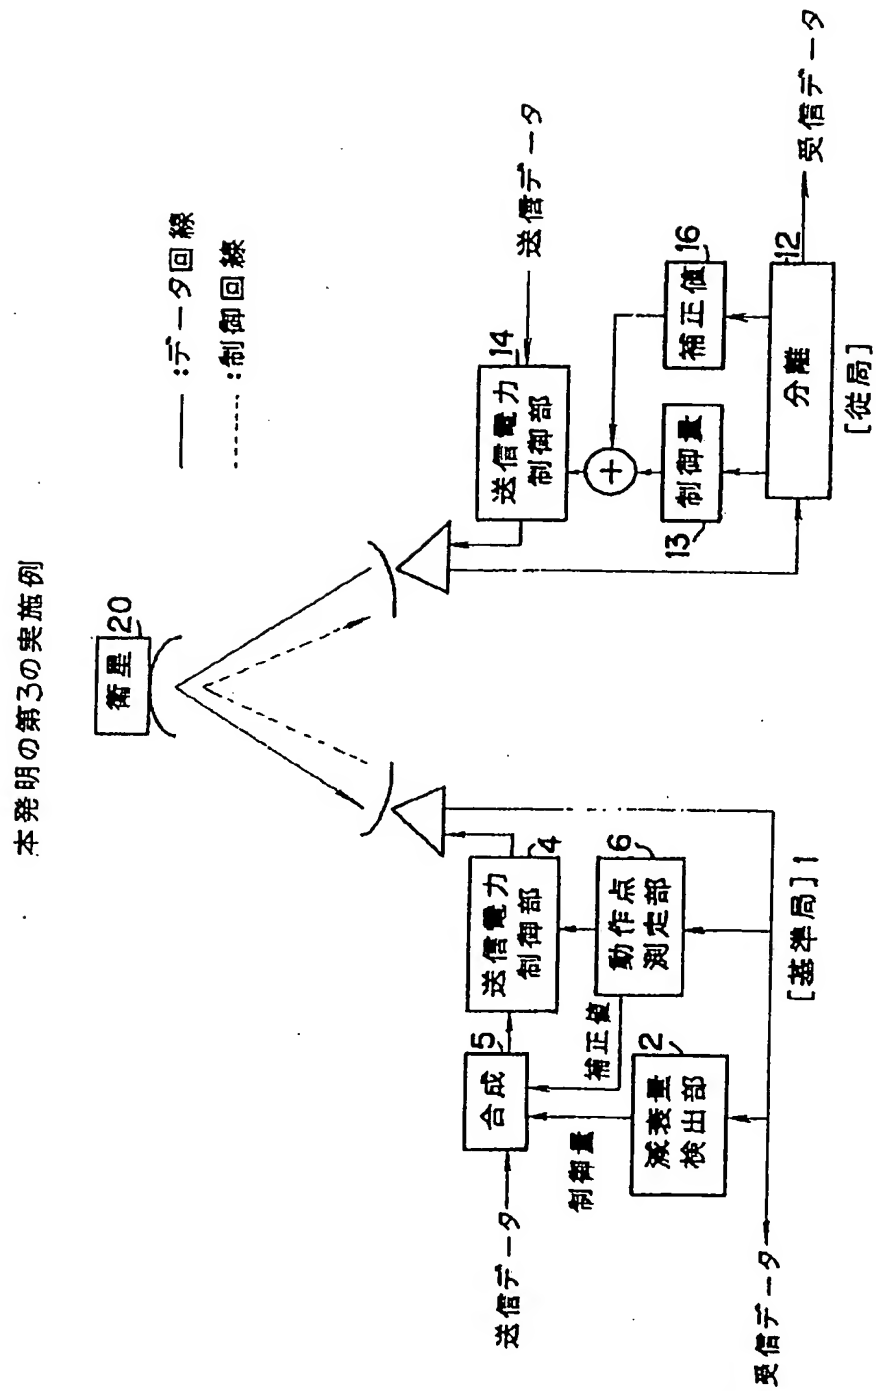 本発明の第3の実施例
衛星
20
——:データ回線
-----:制御回線
送信データ
合成
5
送信電力
制御部
4
制御量
補正値
動作点
測定部
6
減衰量
検出部
2
受信データ
[基準局]1
送信電力
制御部
14
送信データ
制御量
13
補正値
16
分離
12
受信データ
[従局]